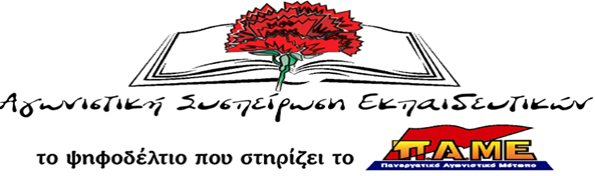 Αγωνιστική Συσπείρωση Εκπαιδευτικών
το ψηφοδέλτιο που στηρίζει το ΠΑΜΕ
Πανεργατικό Αγωνιστικό Μέτωπο